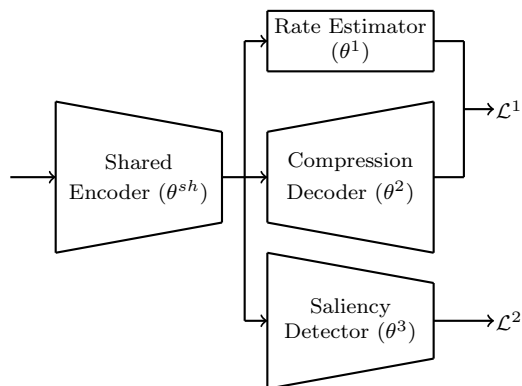 Rate Estimator
(θ¹)
Shared
Encoder (θˢʰ)
Compression
Decoder (θ²)
ℒ¹
Saliency
Detector (θ³)
ℒ²